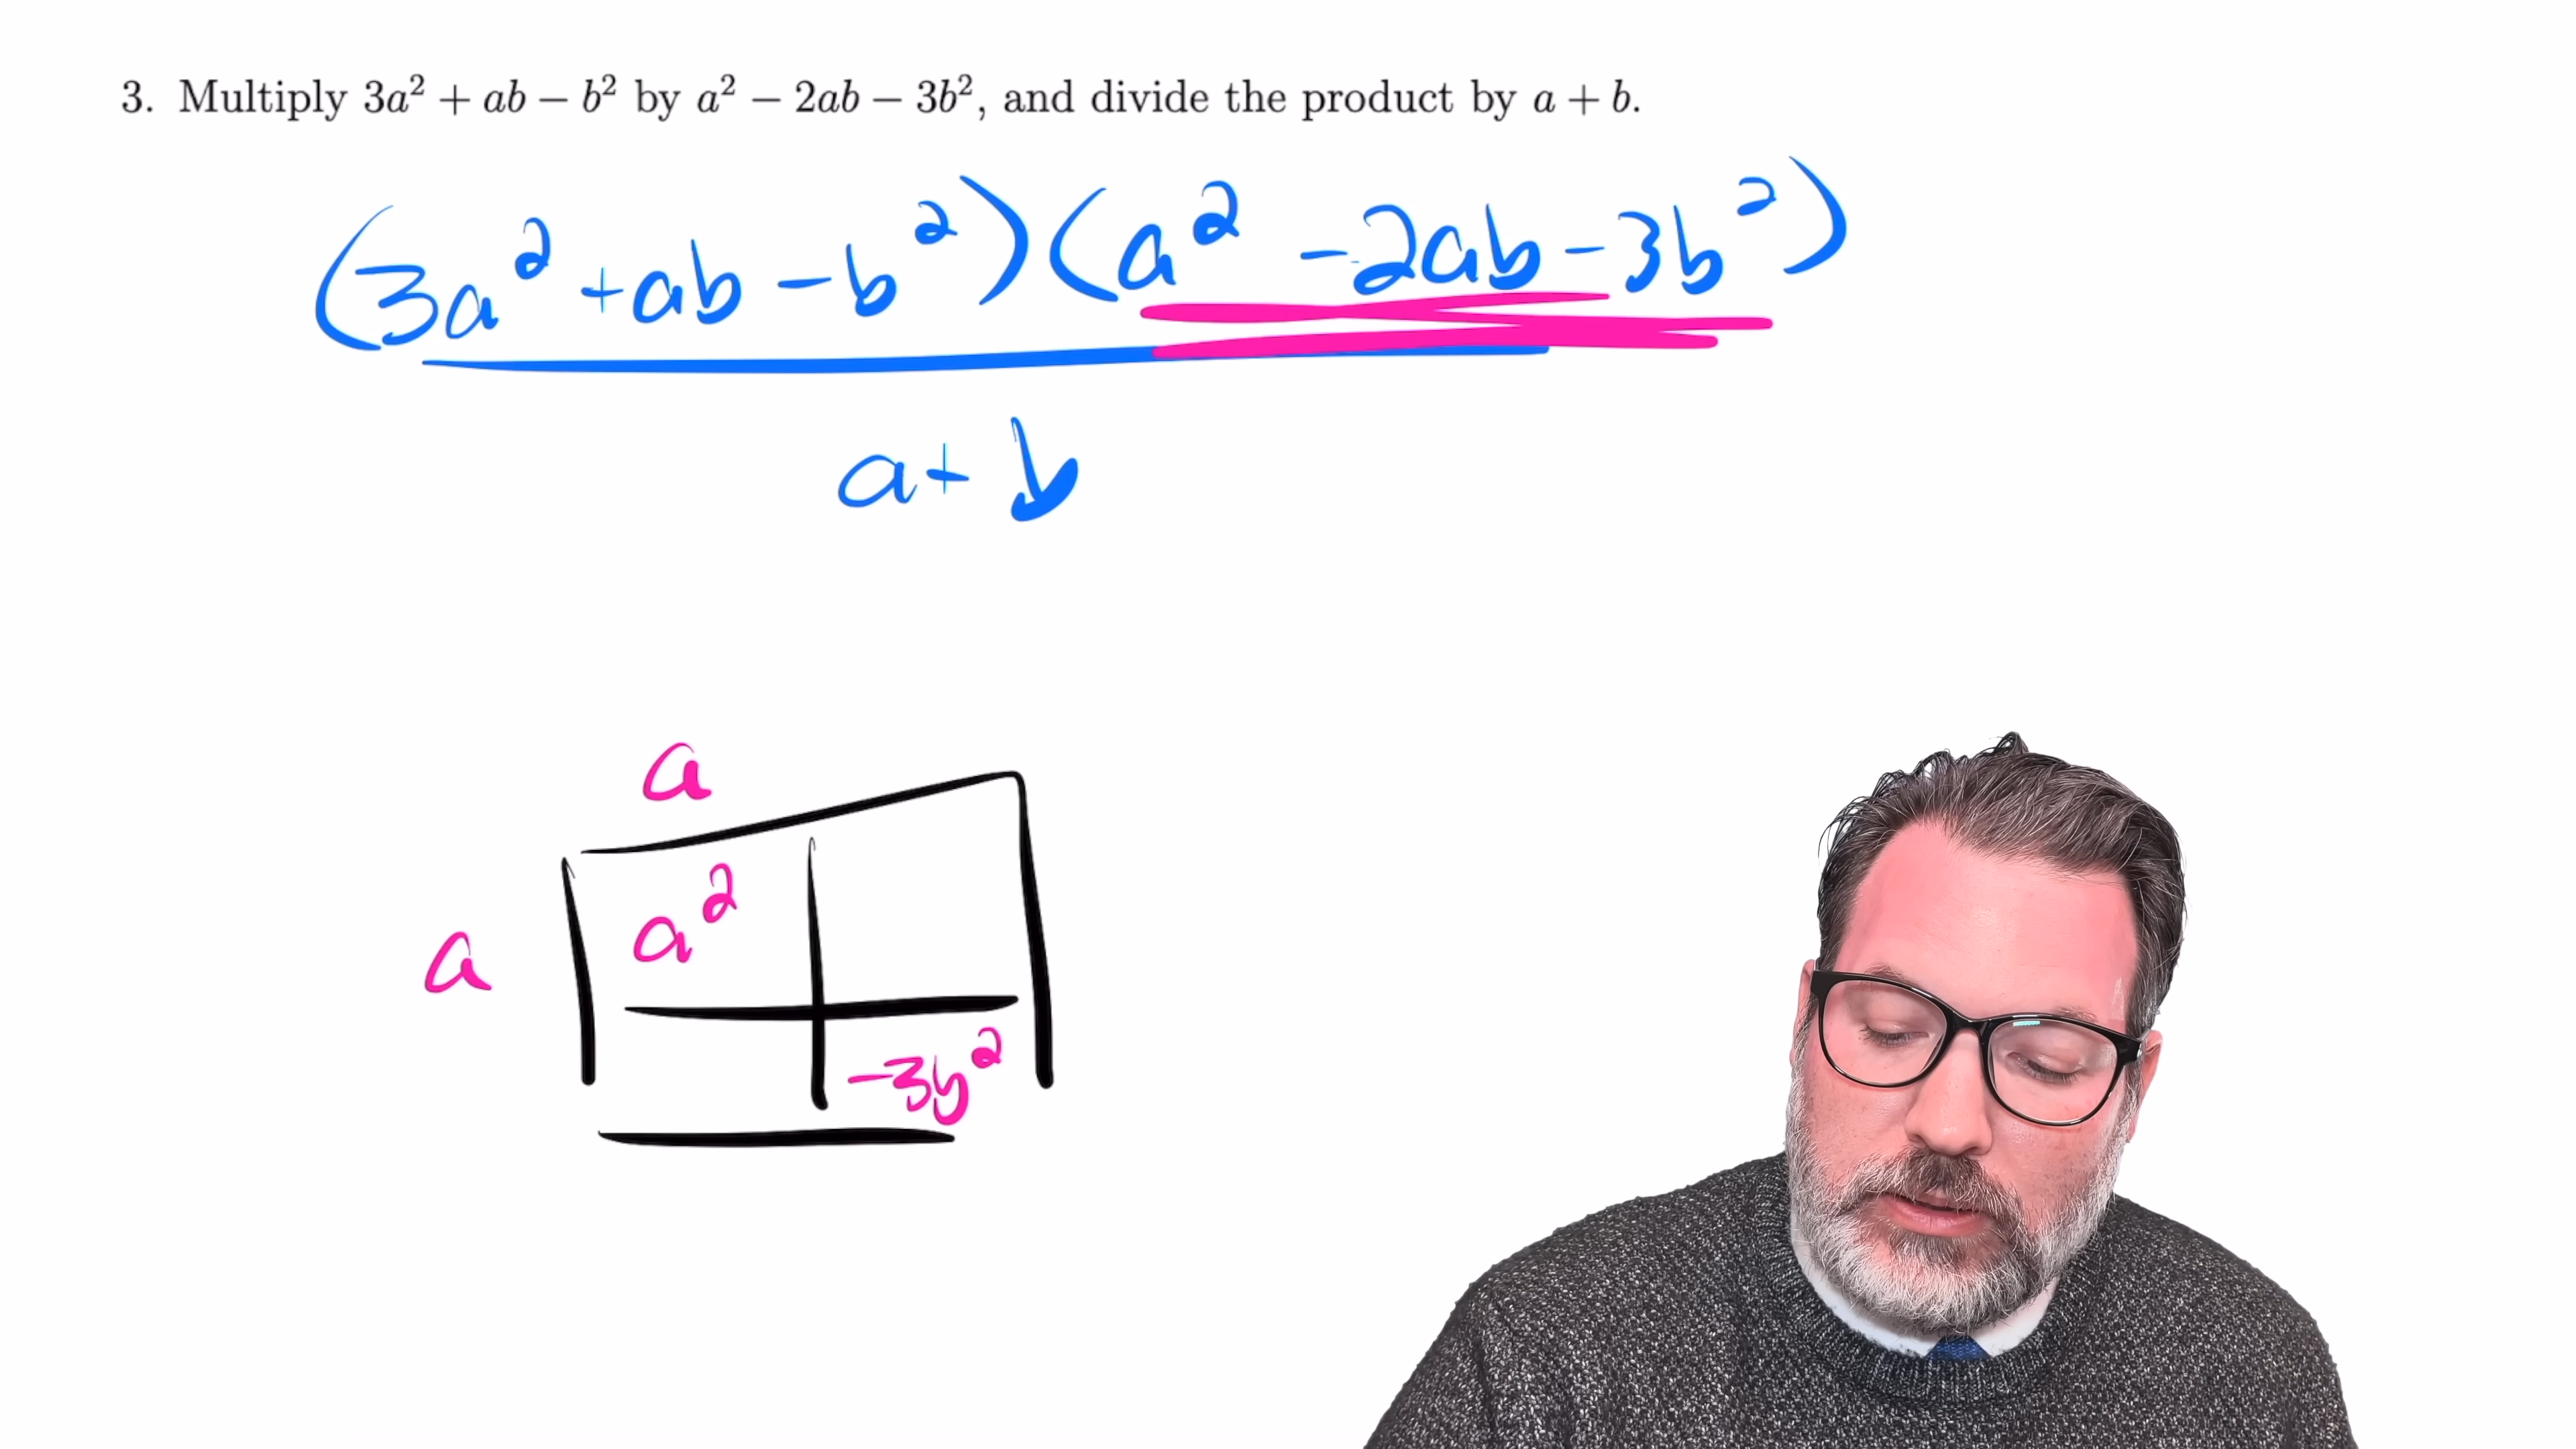 3. Multiply 3a² + ab − b² by a² − 2ab − 3b², and divide the product by a + b.
(3a² + ab − b²)(a² − 2ab − 3b²)
a + b
a
a a²
−3y²